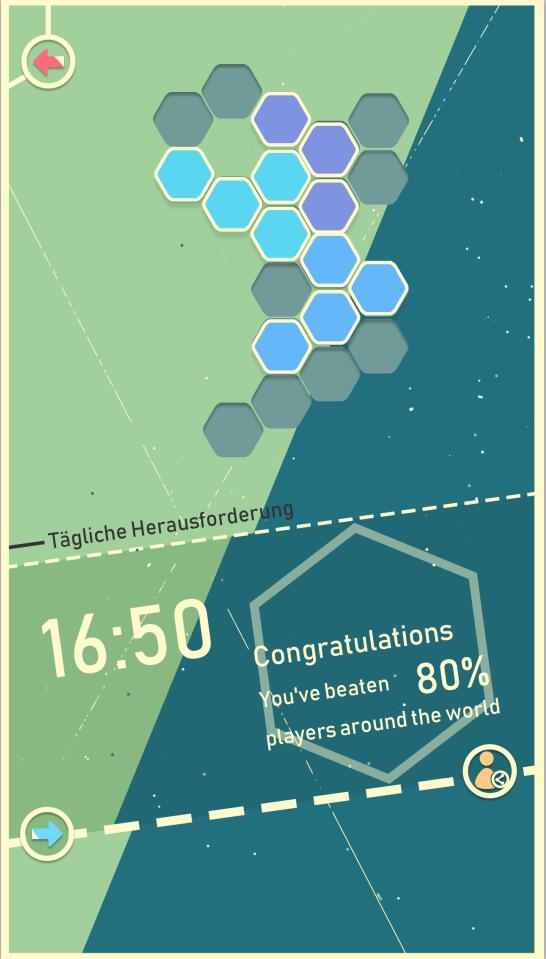 Tägliche Herausforderung
16:50
Congratulations
You've beaten 80%
players around the world